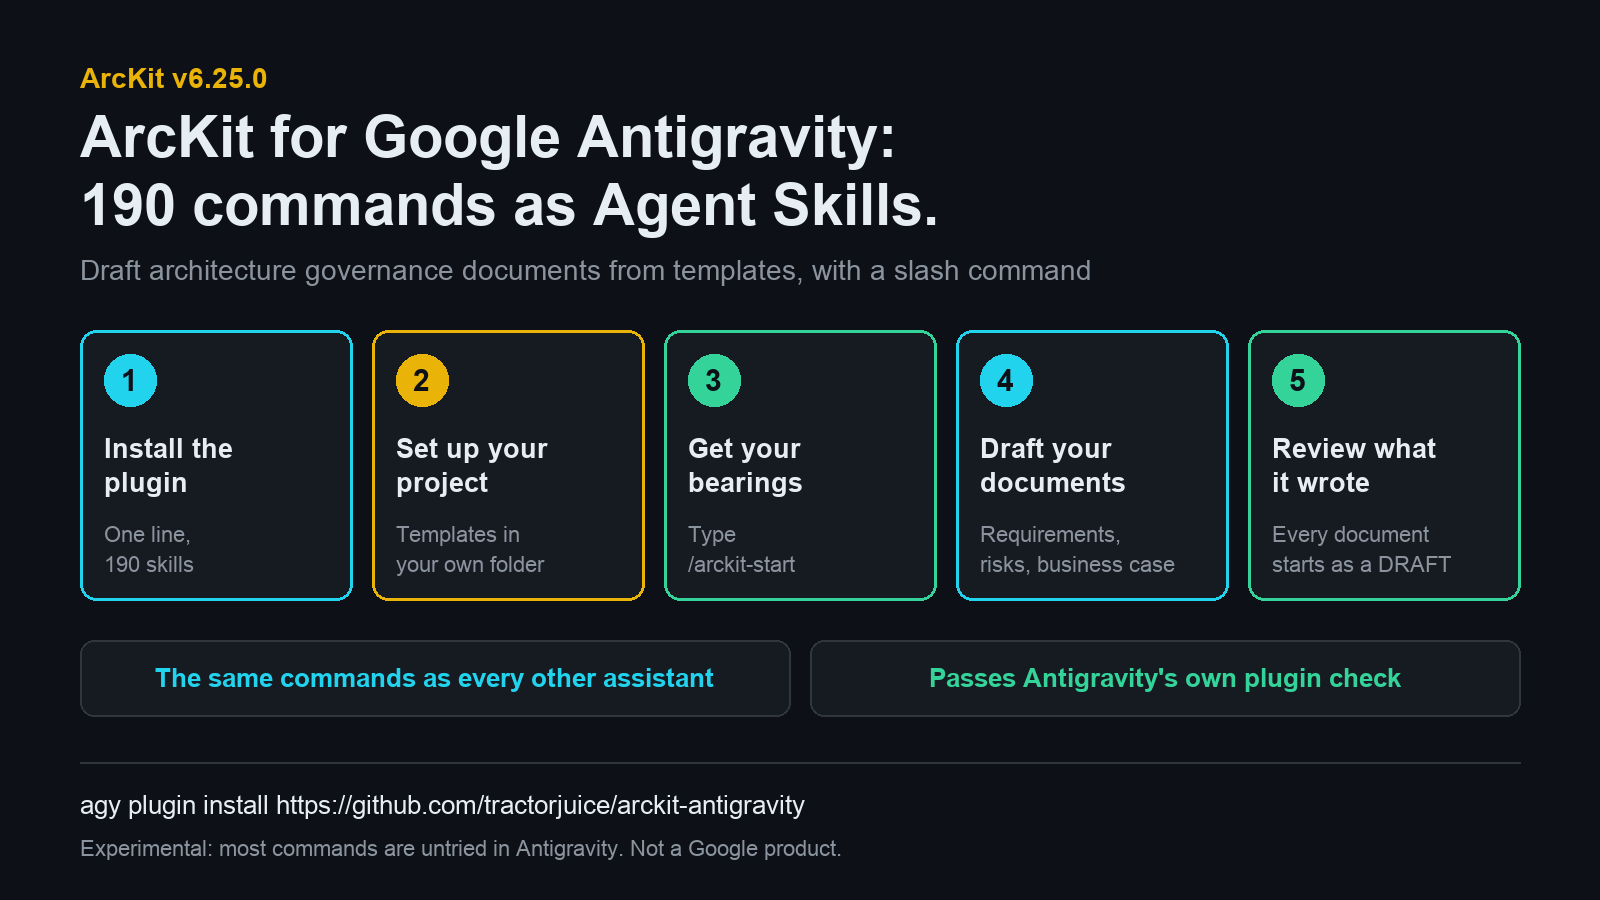 ArcKit v6.25.0
ArcKit for Google Antigravity:
190 commands as Agent Skills.
Draft architecture governance documents from templates, with a slash command
1
Install the
plugin
One line,
190 skills
2
Set up your
project
Templates in
your own folder
3
Get your
bearings
Type
/arckit-start
4
Draft your
documents
Requirements,
risks, business case
5
Review what
it wrote
Every document
starts as a DRAFT
The same commands as every other assistant
Passes Antigravity's own plugin check
agy plugin install https://github.com/tractorjuice/arckit-antigravity
Experimental: most commands are untried in Antigravity. Not a Google product.